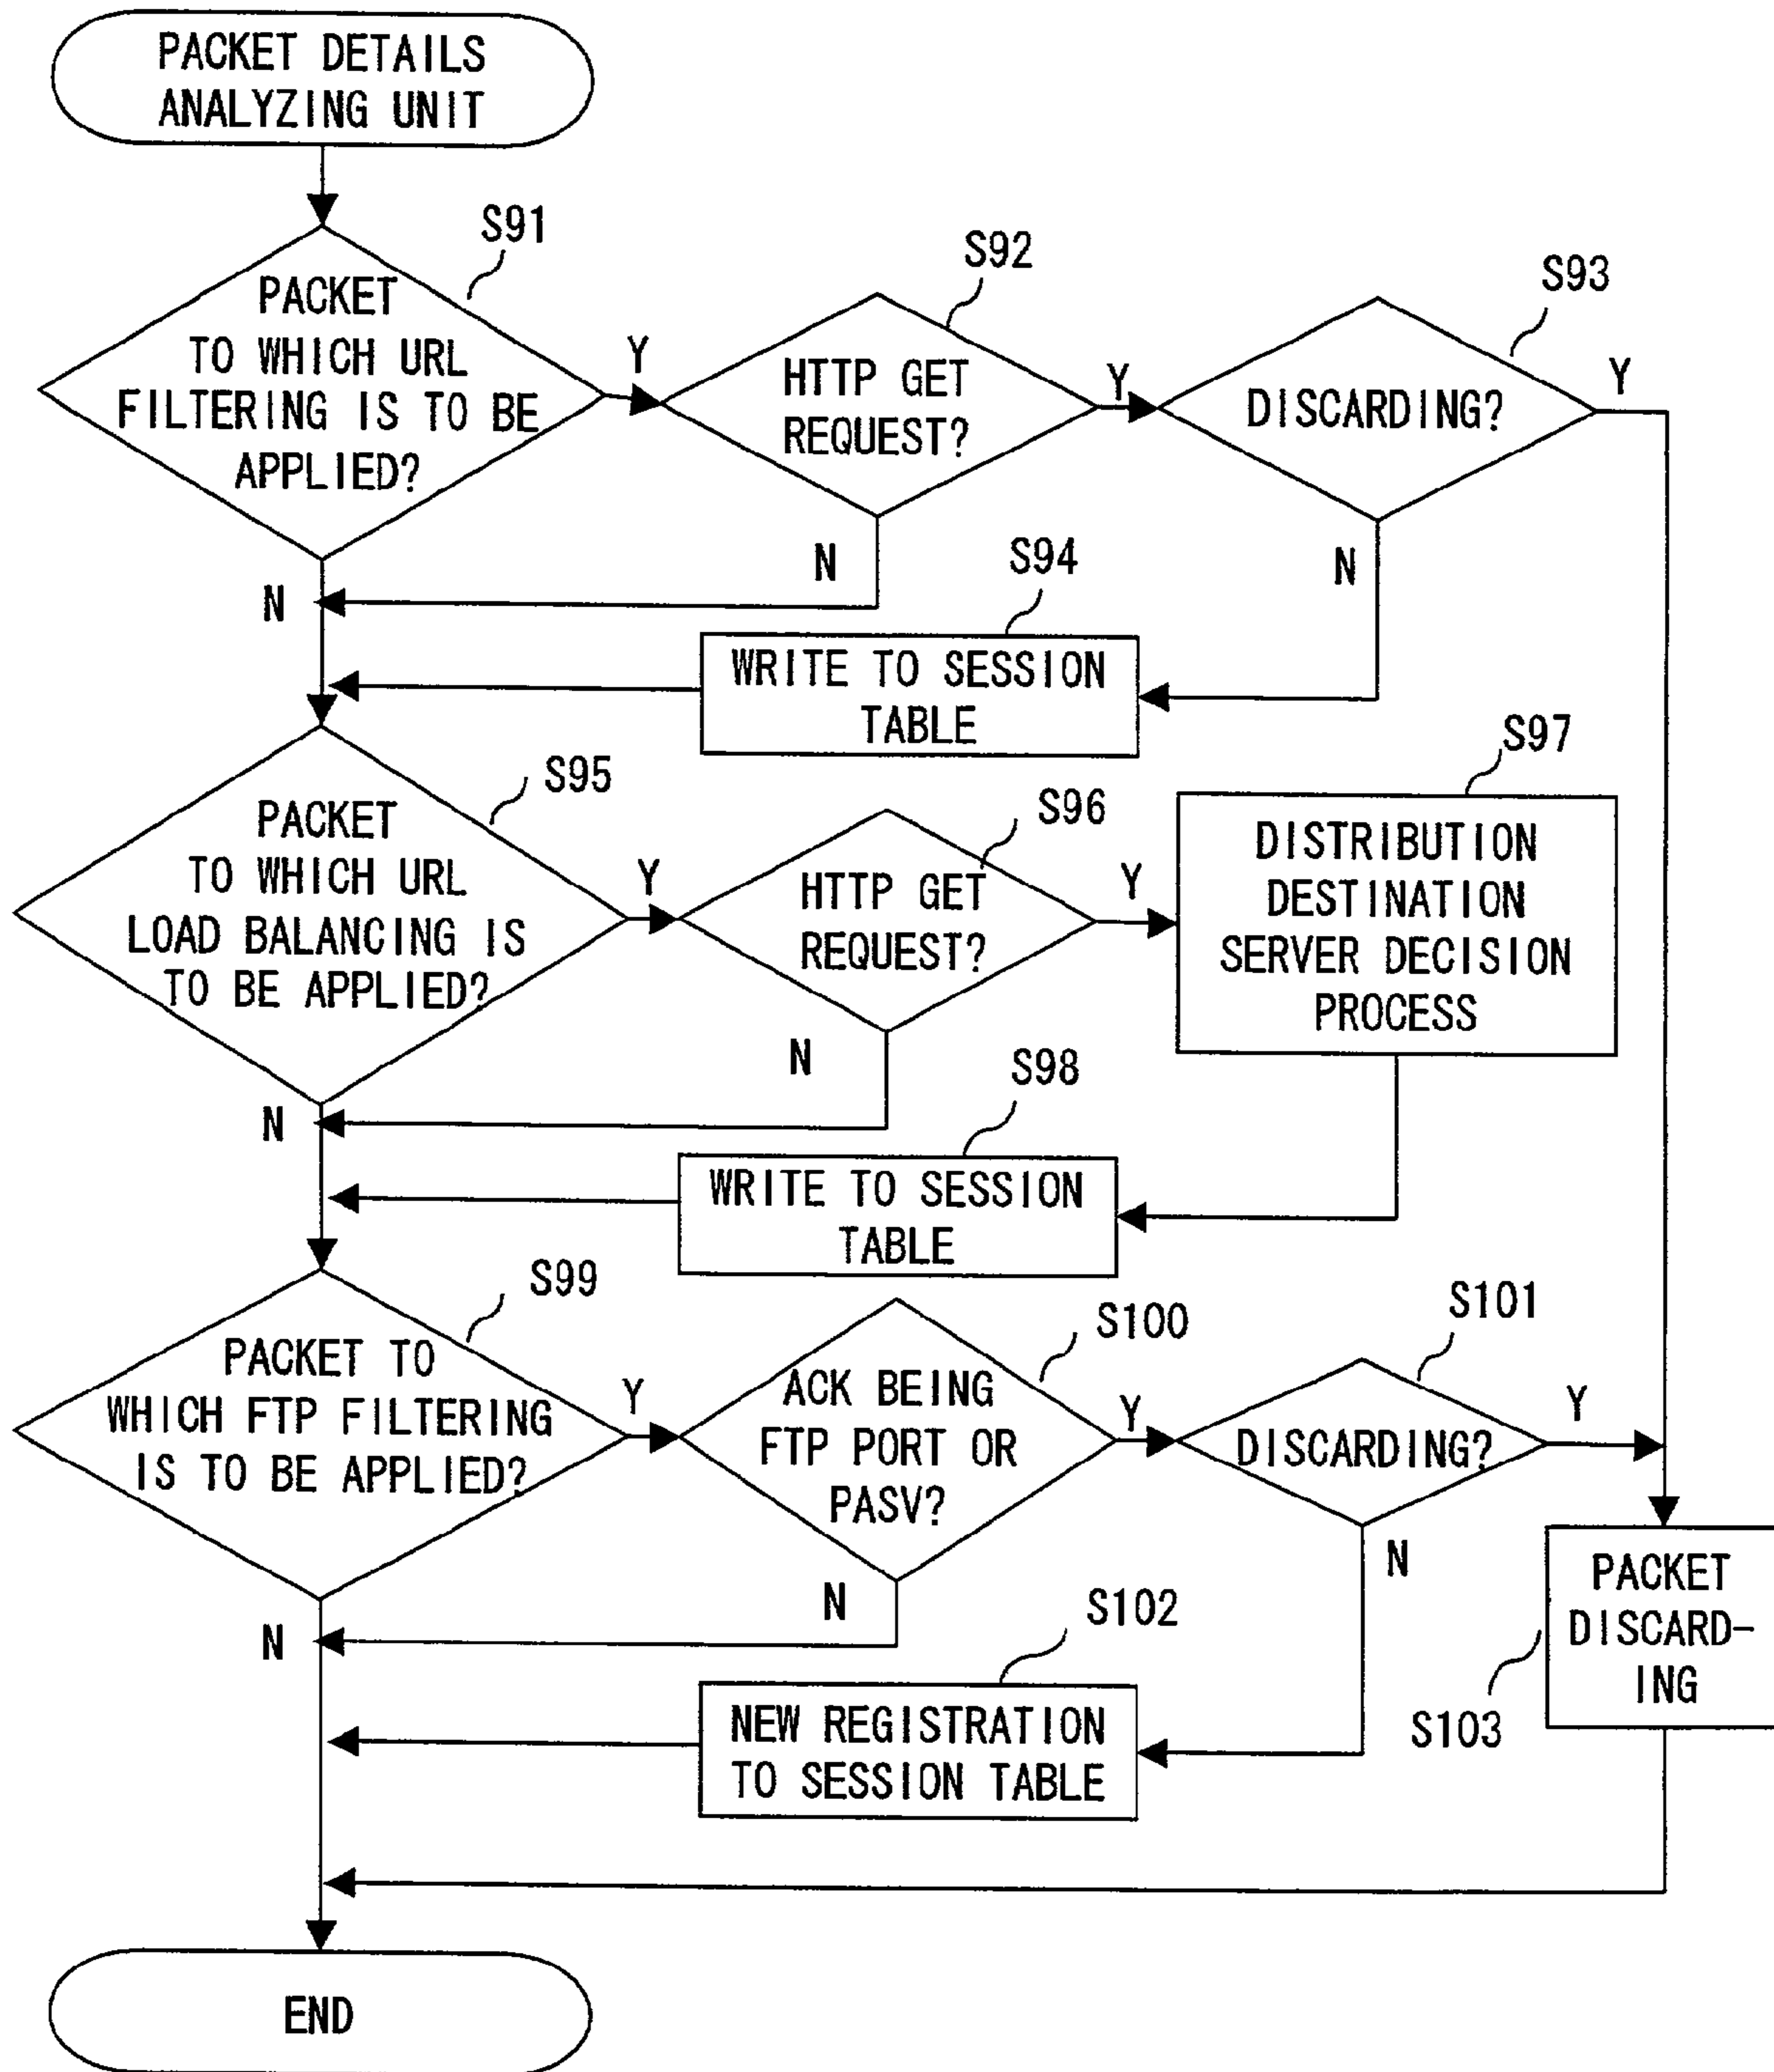 PACKET DETAILS
ANALYZING UNIT
S91
PACKET
TO WHICH URL
FILTERING IS TO BE
APPLIED?
Y
N
S92
HTTP GET
REQUEST?
Y
N
S93
DISCARDING?
Y
N
S94
WRITE TO SESSION
TABLE
S95
PACKET
TO WHICH URL
LOAD BALANCING IS
TO BE APPLIED?
Y
N
S96
HTTP GET
REQUEST?
Y
N
S97
DISTRIBUTION
DESTINATION
SERVER DECISION
PROCESS
S98
WRITE TO SESSION
TABLE
S99
PACKET TO
WHICH FTP FILTERING
IS TO BE APPLIED?
Y
N
S100
ACK BEING
FTP PORT OR
PASV?
Y
N
S101
DISCARDING?
Y
N
S102
NEW REGISTRATION
TO SESSION TABLE
S103
PACKET
DISCARD-
ING
END